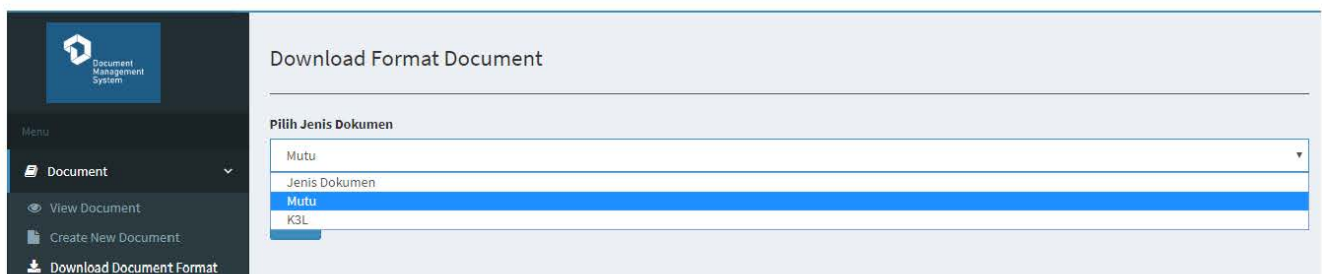 Document
Management
System
Menu
Document
View Document
Create New Document
Download Document Format
Download Format Document
Pilih Jenis Dokumen
Mutu
Jenis Dokumen
Mutu
K3L